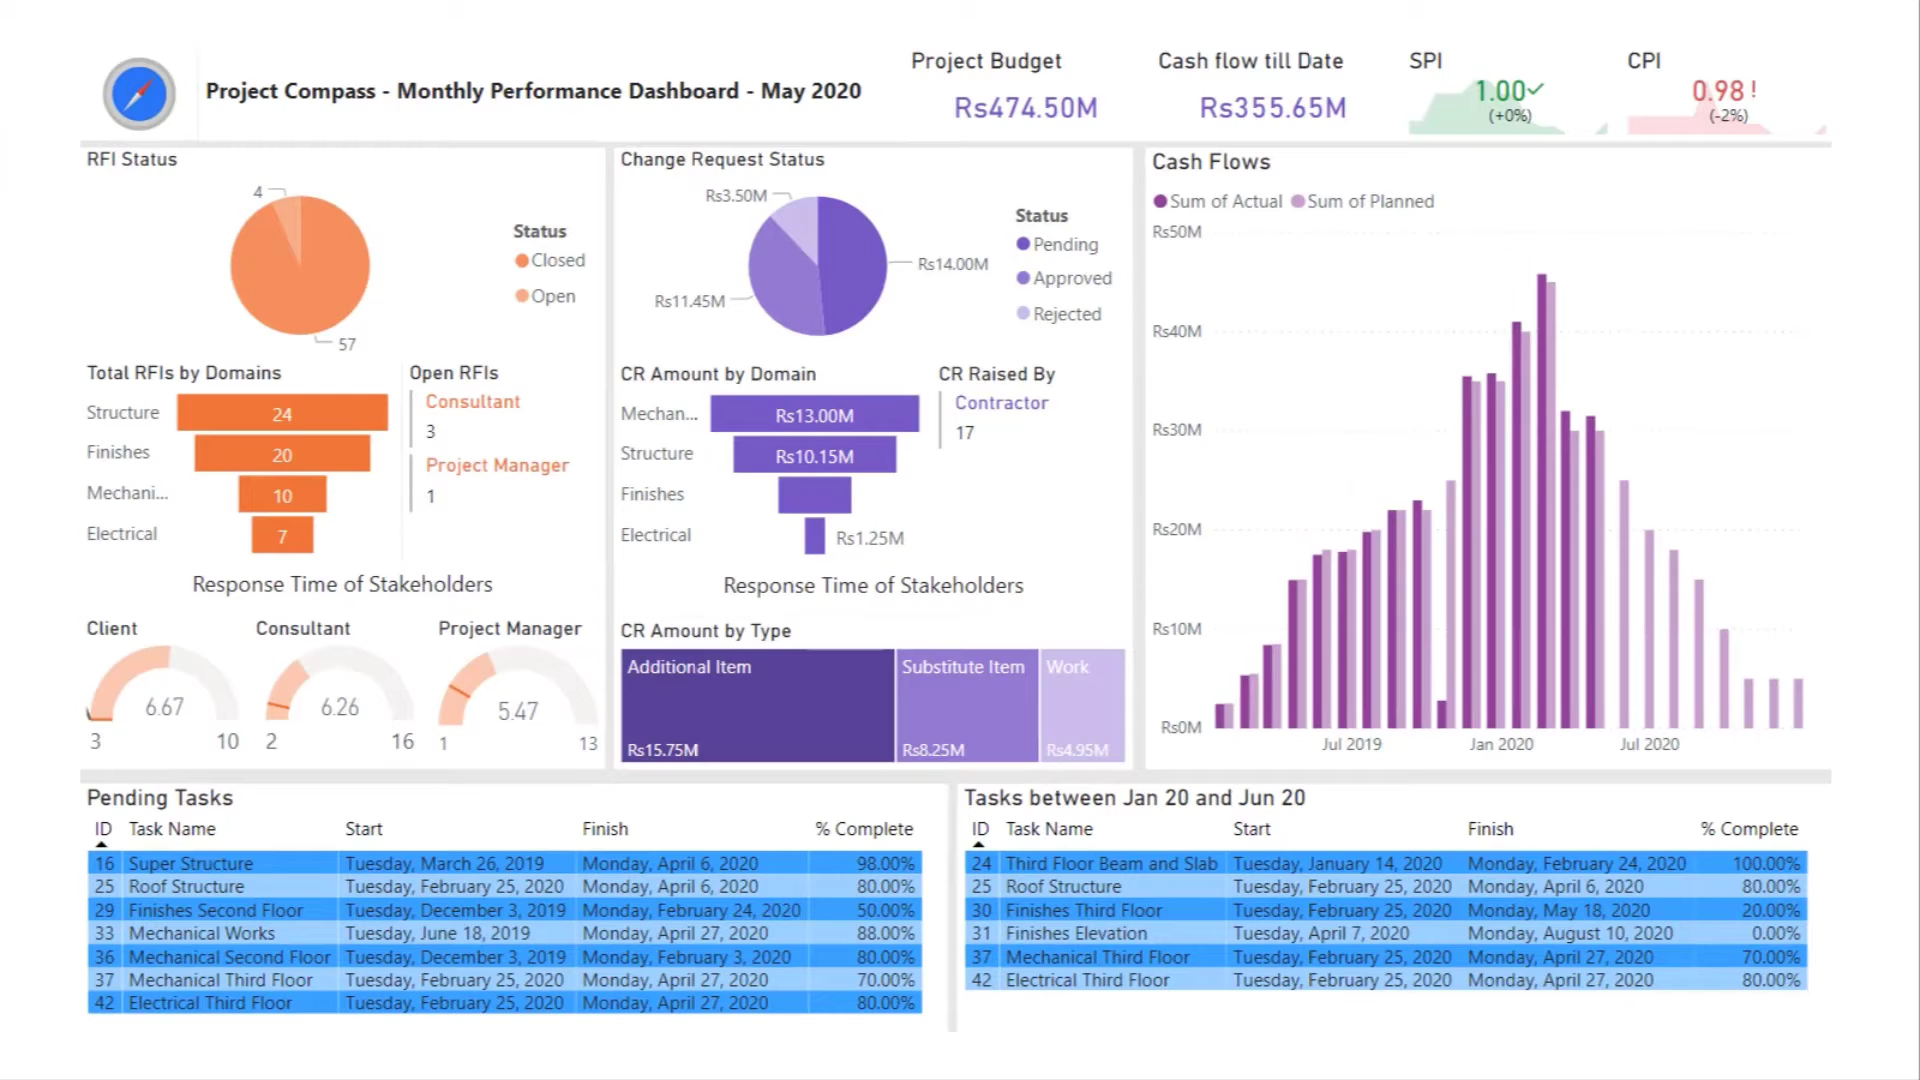 Project Compass - Monthly Performance Dashboard - May 2020
Project Budget
Rs474.50M
Cash flow till Date
Rs355.65M
SPI
1.00
(+0%)
CPI
0.98 !
(-2%)
RFI Status
4
57
Status
Closed
Open
Total RFIs by Domains
Structure 24
Finishes 20
Mechani... 10
Electrical 7
Open RFIs
Consultant
3
Project Manager
1
Response Time of Stakeholders
Client
6.67
3 10
Consultant
6.26
2 16
Project Manager
5.47
1 13
Change Request Status
Rs3.50M
Rs14.00M
Rs11.45M
Status
Pending
Approved
Rejected
CR Amount by Domain
Mechan... Rs13.00M
Structure Rs10.15M
Finishes
Electrical Rs1.25M
CR Raised By
Contractor
17
Response Time of Stakeholders
CR Amount by Type
Additional Item
Rs15.75M
Substitute Item
Rs8.25M
Work
Rs4.95M
Cash Flows
Sum of Actual Sum of Planned
Rs50M
Rs40M
Rs30M
Rs20M
Rs10M
Rs0M
Jul 2019 Jan 2020 Jul 2020
Pending Tasks
ID Task Name Start Finish % Complete
16 Super Structure Tuesday, March 26, 2019 Monday, April 6, 2020 98.00%
25 Roof Structure Tuesday, February 25, 2020 Monday, April 6, 2020 80.00%
29 Finishes Second Floor Tuesday, December 3, 2019 Monday, February 24, 2020 50.00%
33 Mechanical Works Tuesday, June 18, 2019 Monday, April 27, 2020 88.00%
36 Mechanical Second Floor Tuesday, December 3, 2019 Monday, February 3, 2020 80.00%
37 Mechanical Third Floor Tuesday, February 25, 2020 Monday, April 27, 2020 70.00%
42 Electrical Third Floor Tuesday, February 25, 2020 Monday, April 27, 2020 80.00%
Tasks between Jan 20 and Jun 20
ID Task Name Start Finish % Complete
24 Third Floor Beam and Slab Tuesday, January 14, 2020 Monday, February 24, 2020 100.00%
25 Roof Structure Tuesday, February 25, 2020 Monday, April 6, 2020 80.00%
30 Finishes Third Floor Tuesday, February 25, 2020 Monday, May 18, 2020 20.00%
31 Finishes Elevation Tuesday, April 7, 2020 Monday, August 10, 2020 0.00%
37 Mechanical Third Floor Tuesday, February 25, 2020 Monday, April 27, 2020 70.00%
42 Electrical Third Floor Tuesday, February 25, 2020 Monday, April 27, 2020 80.00%